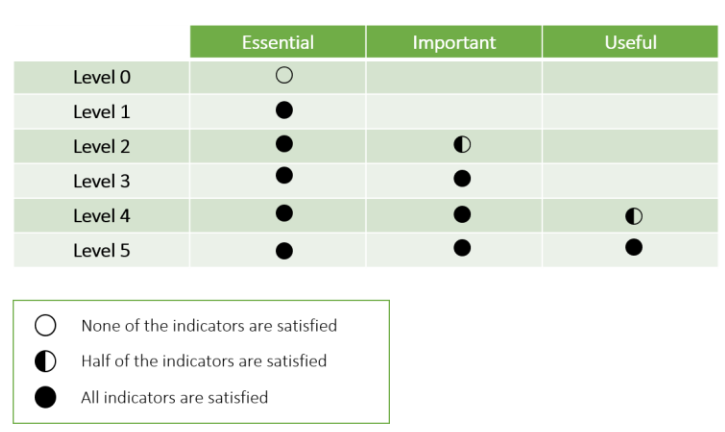 Essential Important Useful
Level 0
Level 1
Level 2
Level 3
Level 4
Level 5
None of the indicators are satisfied
Half of the indicators are satisfied
All indicators are satisfied